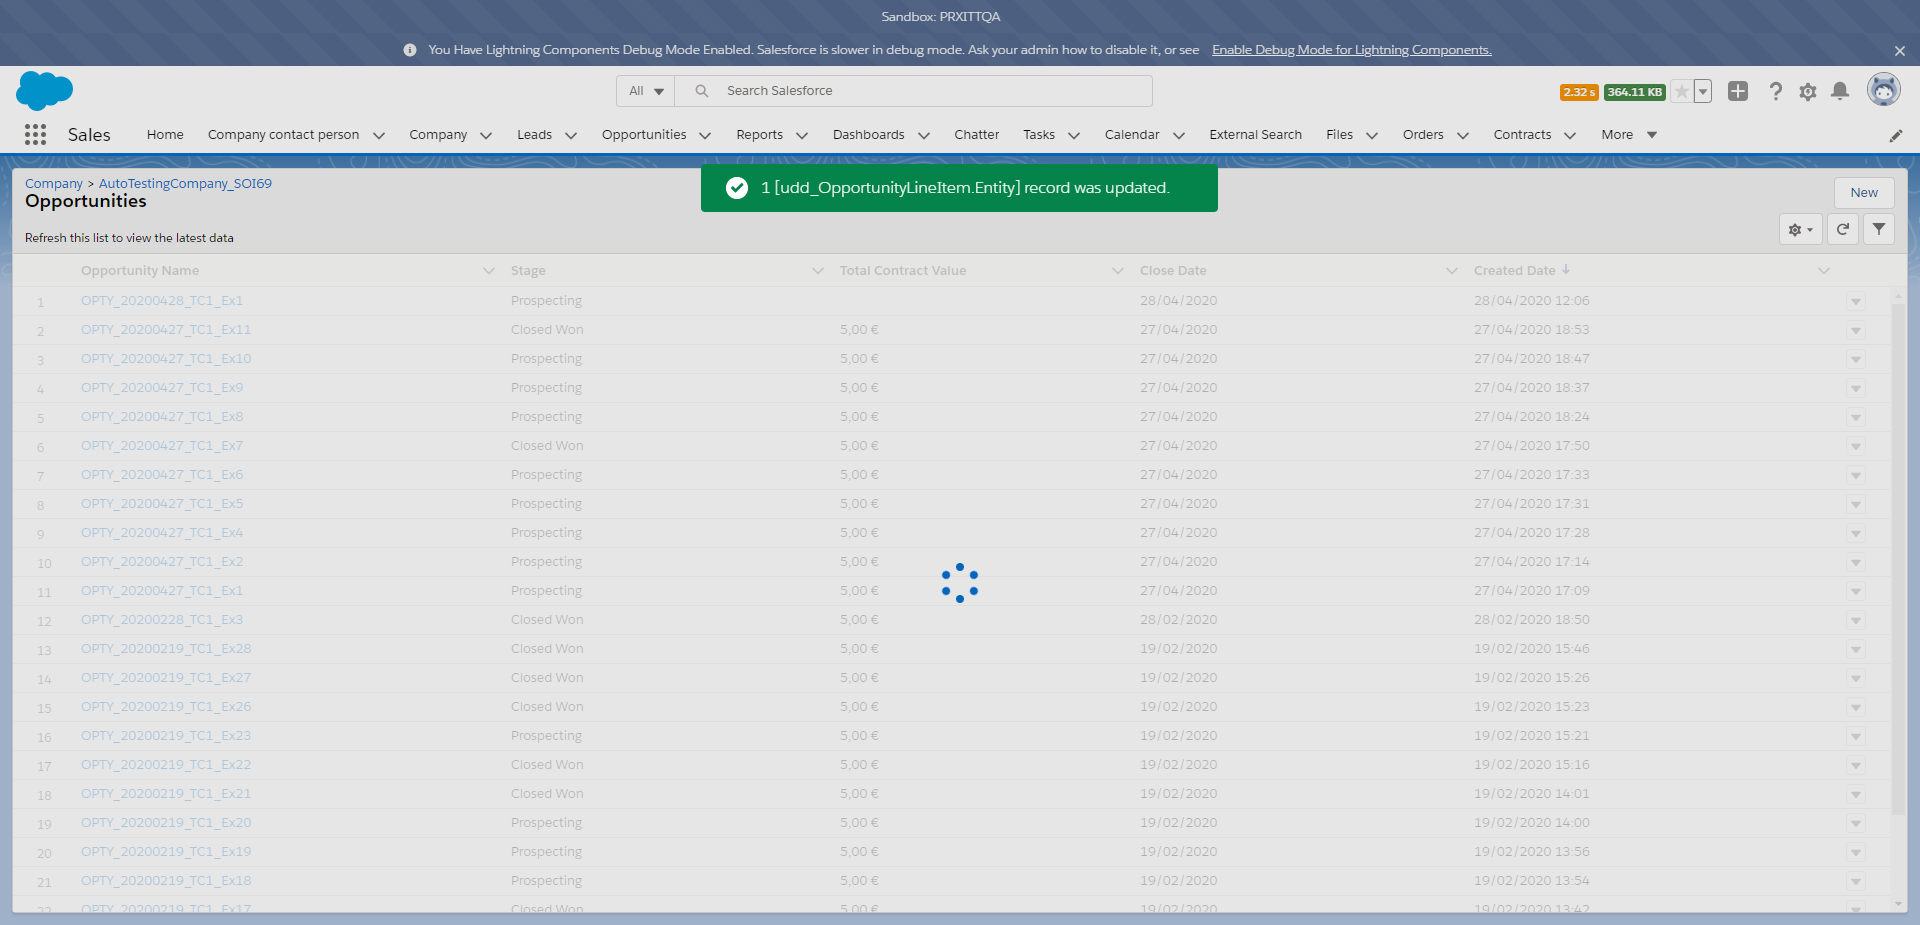 Sandbox: PRXITTQA
You Have Lightning Components Debug Mode Enabled. Salesforce is slower in debug mode. Ask your admin how to disable it, or see Enable Debug Mode for Lightning Components.
All Search Salesforce 2.32 s 364.11 KB
Sales Home Company contact person Company Leads Opportunities Reports Dashboards Chatter Tasks Calendar External Search Files Orders Contracts More
1 [udd_OpportunityLineItem.Entity] record was updated.
Company > AutoTestingCompany_SOI69
Opportunities
New
Refresh this list to view the latest data
Opportunity Name Stage Total Contract Value Close Date Created Date
1 OPTY_20200428_TC1_Ex1 Prospecting 28/04/2020 28/04/2020 12:06
2 OPTY_20200427_TC1_Ex11 Closed Won 5,00 € 27/04/2020 27/04/2020 18:53
3 OPTY_20200427_TC1_Ex10 Prospecting 5,00 € 27/04/2020 27/04/2020 18:47
4 OPTY_20200427_TC1_Ex9 Prospecting 5,00 € 27/04/2020 27/04/2020 18:37
5 OPTY_20200427_TC1_Ex8 Prospecting 5,00 € 27/04/2020 27/04/2020 18:24
6 OPTY_20200427_TC1_Ex7 Closed Won 5,00 € 27/04/2020 27/04/2020 17:50
7 OPTY_20200427_TC1_Ex6 Prospecting 5,00 € 27/04/2020 27/04/2020 17:33
8 OPTY_20200427_TC1_Ex5 Prospecting 5,00 € 27/04/2020 27/04/2020 17:31
9 OPTY_20200427_TC1_Ex4 Prospecting 5,00 € 27/04/2020 27/04/2020 17:28
10 OPTY_20200427_TC1_Ex2 Prospecting 5,00 € 27/04/2020 27/04/2020 17:14
11 OPTY_20200427_TC1_Ex1 Prospecting 5,00 € 27/04/2020 27/04/2020 17:09
12 OPTY_20200228_TC1_Ex3 Closed Won 5,00 € 28/02/2020 28/02/2020 18:50
13 OPTY_20200219_TC1_Ex28 Closed Won 5,00 € 19/02/2020 19/02/2020 15:46
14 OPTY_20200219_TC1_Ex27 Closed Won 5,00 € 19/02/2020 19/02/2020 15:26
15 OPTY_20200219_TC1_Ex26 Closed Won 5,00 € 19/02/2020 19/02/2020 15:23
16 OPTY_20200219_TC1_Ex23 Prospecting 5,00 € 19/02/2020 19/02/2020 15:21
17 OPTY_20200219_TC1_Ex22 Closed Won 5,00 € 19/02/2020 19/02/2020 15:16
18 OPTY_20200219_TC1_Ex21 Closed Won 5,00 € 19/02/2020 19/02/2020 14:01
19 OPTY_20200219_TC1_Ex20 Prospecting 5,00 € 19/02/2020 19/02/2020 14:00
20 OPTY_20200219_TC1_Ex19 Prospecting 5,00 € 19/02/2020 19/02/2020 13:56
21 OPTY_20200219_TC1_Ex18 Prospecting 5,00 € 19/02/2020 19/02/2020 13:54
22 OPTY_20200219_TC1_Ex17 Closed Won 5,00 € 19/02/2020 19/02/2020 13:42